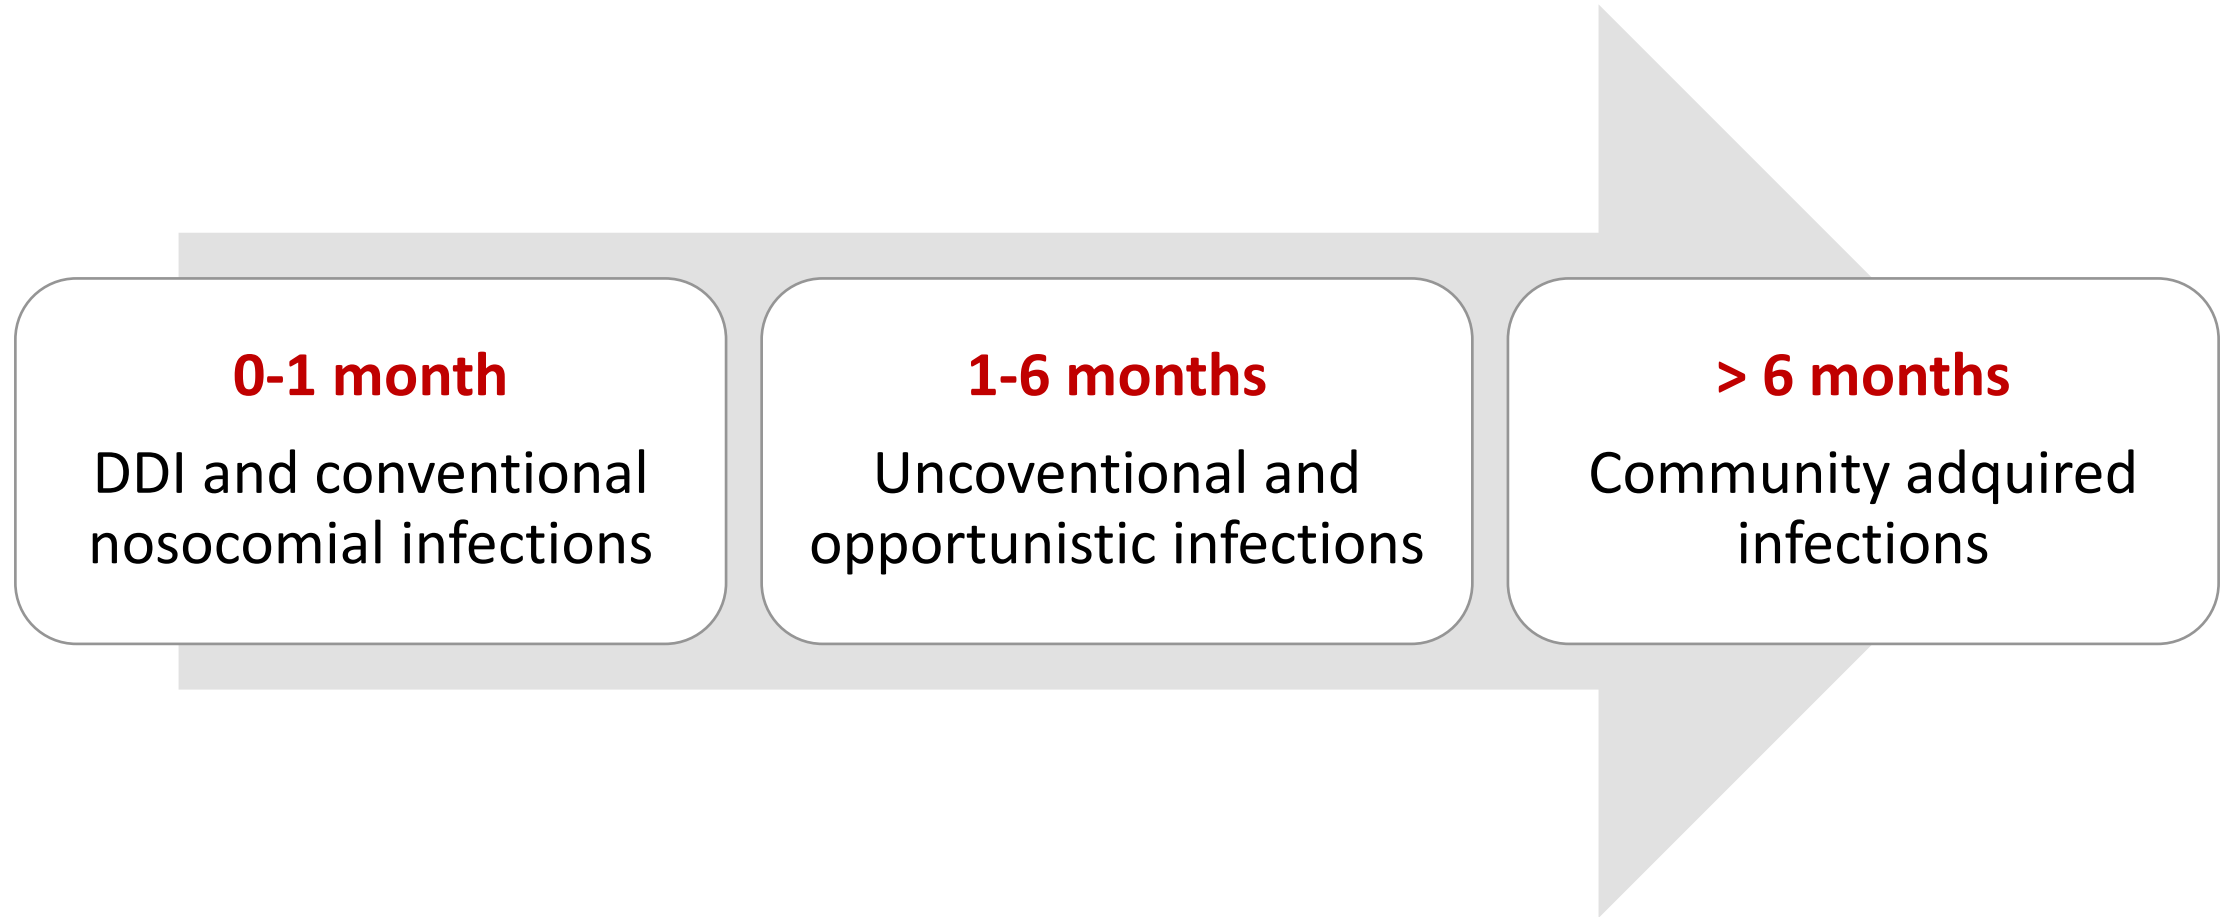 0-1 month
DDI and conventional
nosocomial infections
1-6 months
Uncoventional and
opportunistic infections
> 6 months
Community adquired
infections